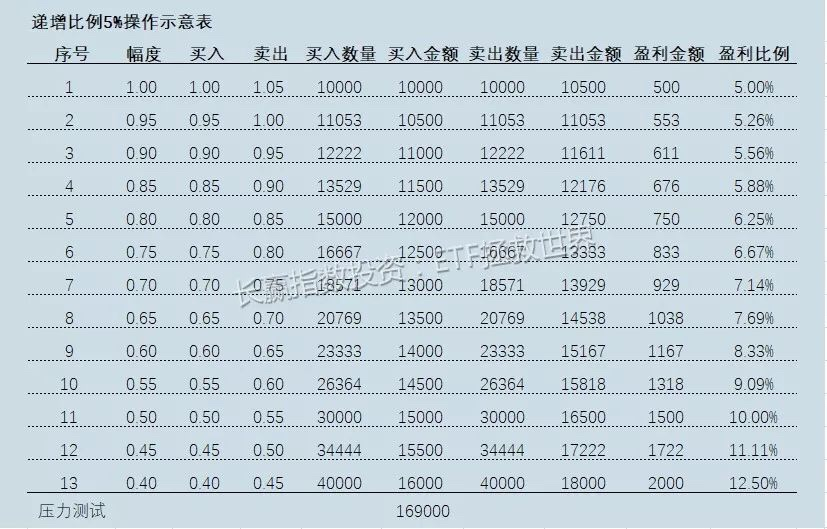 递增比例5%操作示意表
序号 幅度 买入 卖出 买入数量 买入金额 卖出数量 卖出金额 盈利金额 盈利比例
1 1.00 1.00 1.05 10000 10000 10000 10500 500 5.00%
2 0.95 0.95 1.00 11053 10500 11053 11053 553 5.26%
3 0.90 0.90 0.95 12222 11000 12222 11611 611 5.56%
4 0.85 0.85 0.90 13529 11500 13529 12176 676 5.88%
5 0.80 0.80 0.85 15000 12000 15000 12750 750 6.25%
6 0.75 0.75 0.80 16667 12500 16667 13333 833 6.67%
7 0.70 0.70 0.75 18571 13000 18571 13929 929 7.14%
8 0.65 0.65 0.70 20769 13500 20769 14538 1038 7.69%
9 0.60 0.60 0.65 23333 14000 23333 15167 1167 8.33%
10 0.55 0.55 0.60 26364 14500 26364 15818 1318 9.09%
11 0.50 0.50 0.55 30000 15000 30000 16500 1500 10.00%
12 0.45 0.45 0.50 34444 15500 34444 17222 1722 11.11%
13 0.40 0.40 0.45 40000 16000 40000 18000 2000 12.50%
压力测试 169000
长赢指数投资，ETF拯救世界